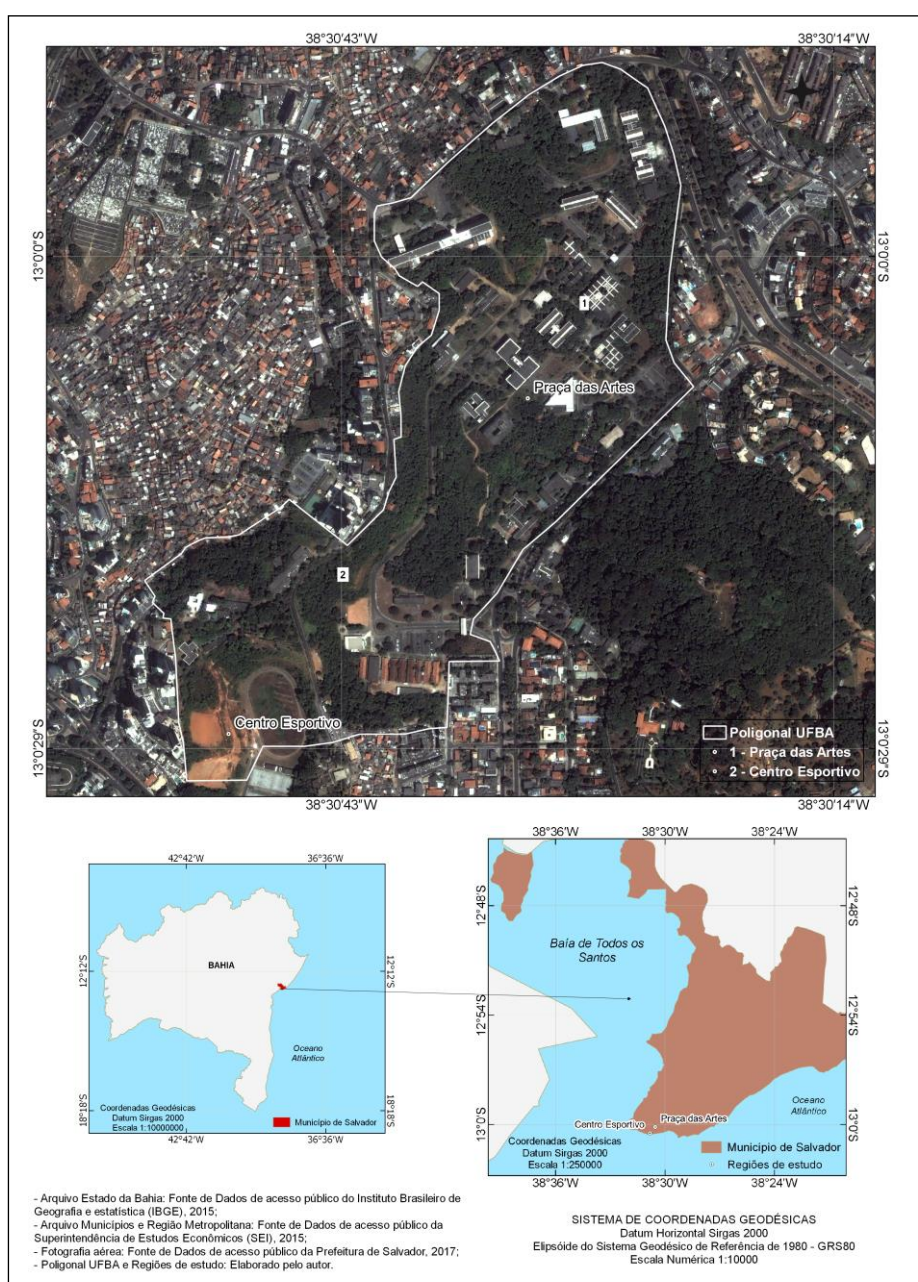 38°30'43"W
38°30'14"W
13°0'0"S
13°0'0"S
1
Praça das Artes
2
Centro Esportivo
Poligonal UFBA
1 - Praça das Artes
2 - Centro Esportivo
13°0'29"S
13°0'29"S
38°30'43"W
38°30'14"W
42°42'W
36°36'W
BAHIA
12°12'S
12°12'S
Oceano
Atlântico
Coordenadas Geodésicas
Datum Sirgas 2000
Escala 1:10000000
Município de Salvador
18°18'S
18°18'S
42°42'W
36°36'W
38°36'W
38°30'W
38°24'W
12°48'S
12°48'S
Baía de Todos os
Santos
12°54'S
12°54'S
Oceano
Atlântico
Praça das Artes
Centro Esportivo
13°0'S
13°0'S
Coordenadas Geodésicas
Datum Sirgas 2000
Escala 1:250000
Município de Salvador
Regiões de estudo
38°36'W
38°30'W
38°24'W
- Arquivo Estado da Bahia: Fonte de Dados de acesso público do Instituto Brasileiro de
Geografia e estatística (IBGE), 2015;
- Arquivo Municípios e Região Metropolitana: Fonte de Dados de acesso público da
Superintendência de Estudos Econômicos (SEI), 2015;
- Fotografia aérea: Fonte de Dados de acesso público da Prefeitura de Salvador, 2017;
- Poligonal UFBA e Regiões de estudo: Elaborado pelo autor.
SISTEMA DE COORDENADAS GEODÉSICAS
Datum Horizontal Sirgas 2000
Elipsóide do Sistema Geodésico de Referência de 1980 - GRS80
Escala Numérica 1:10000